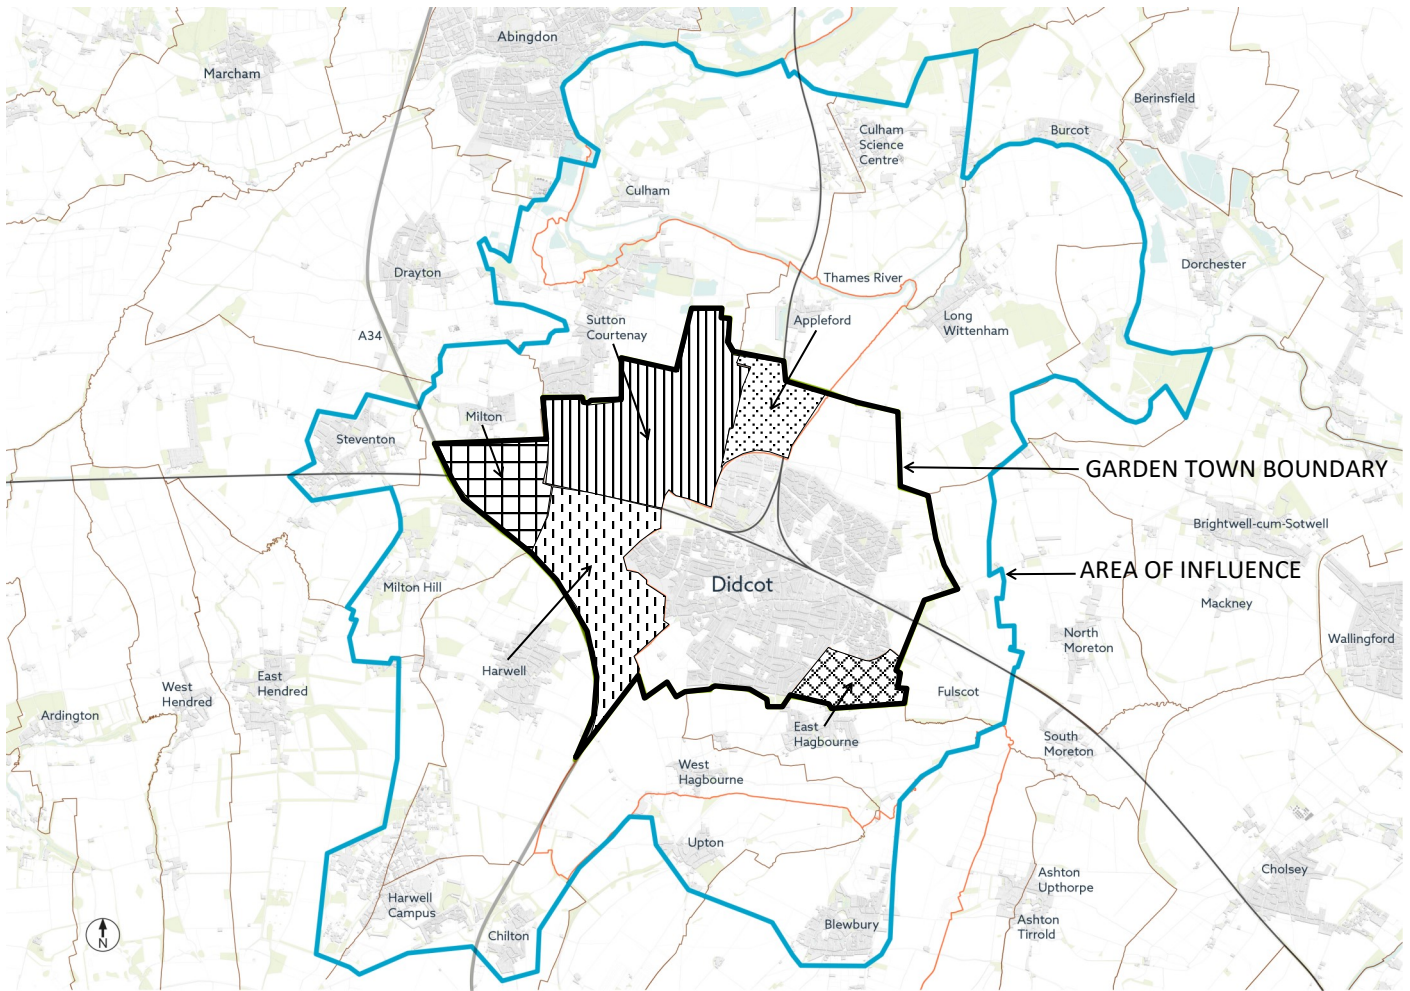 Abingdon
Marcham
Berinsfield
Culham
Science
Centre
Burcot
Culham
Drayton
Thames River
Dorchester
Sutton
Courtenay
Appleford
Long
Wittenham
A34
Milton
Steventon
GARDEN TOWN BOUNDARY
Brightwell-cum-Sotwell
AREA OF INFLUENCE
Milton Hill
Didcot
Mackney
North
Moreton
Wallingford
Harwell
East
Hendred
West
Hendred
Fulscot
Ardington
East
Hagbourne
South
Moreton
West
Hagbourne
Upton
Cholsey
Ashton
Upthorpe
Harwell
Campus
Blewbury
Ashton
Tirrold
Chilton
N